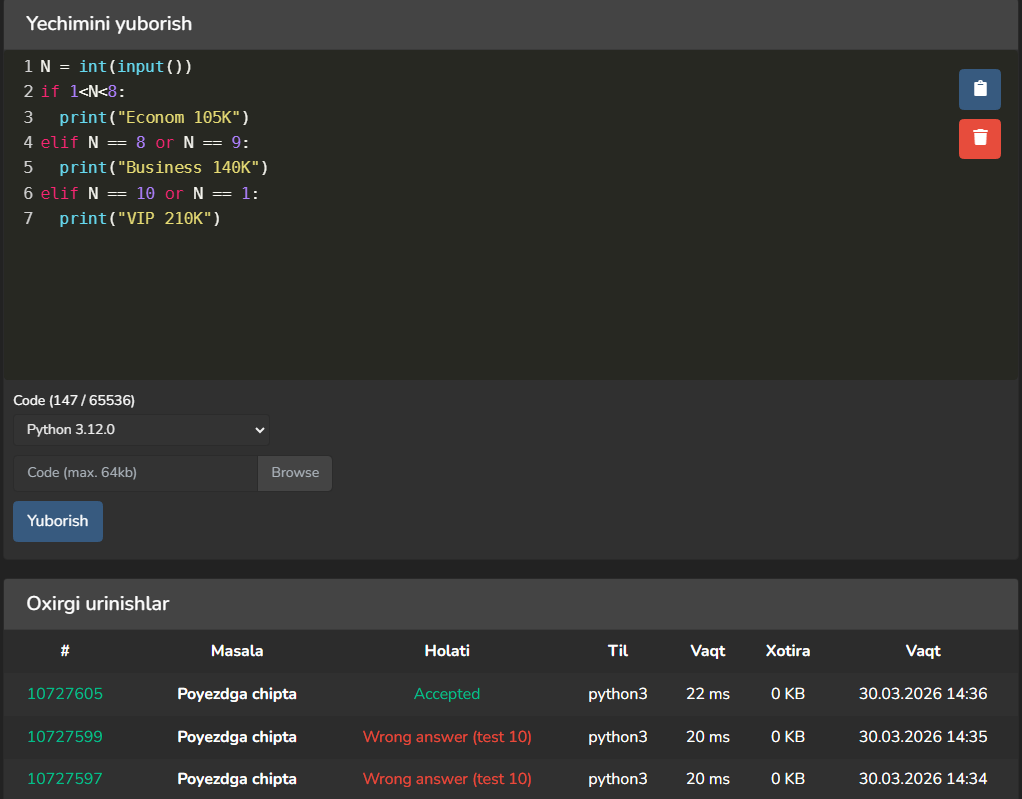 Yechimini yuborish
1 N = int(input())
2 if 1<N<8:
3   print("Econom 105K")
4 elif N == 8 or N == 9:
5   print("Business 140K")
6 elif N == 10 or N == 1:
7   print("VIP 210K")
Code (147 / 65536)
Python 3.12.0
Code (max. 64kb) Browse
Yuborish
Oxirgi urinishlar
# Masala Holati Til Vaqt Xotira Vaqt
10727605 Poyezdga chipta Accepted python3 22 ms 0 KB 30.03.2026 14:36
10727599 Poyezdga chipta Wrong answer (test 10) python3 20 ms 0 KB 30.03.2026 14:35
10727597 Poyezdga chipta Wrong answer (test 10) python3 20 ms 0 KB 30.03.2026 14:34